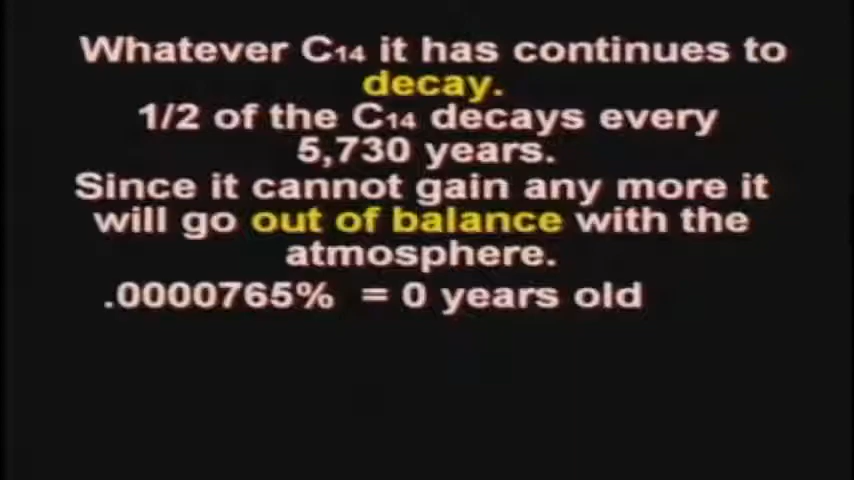 Whatever C14 it has continues to
decay.
1/2 of the C14 decays every
5,730 years.
Since it cannot gain any more it
will go out of balance with the
atmosphere.
.0000765% = 0 years old